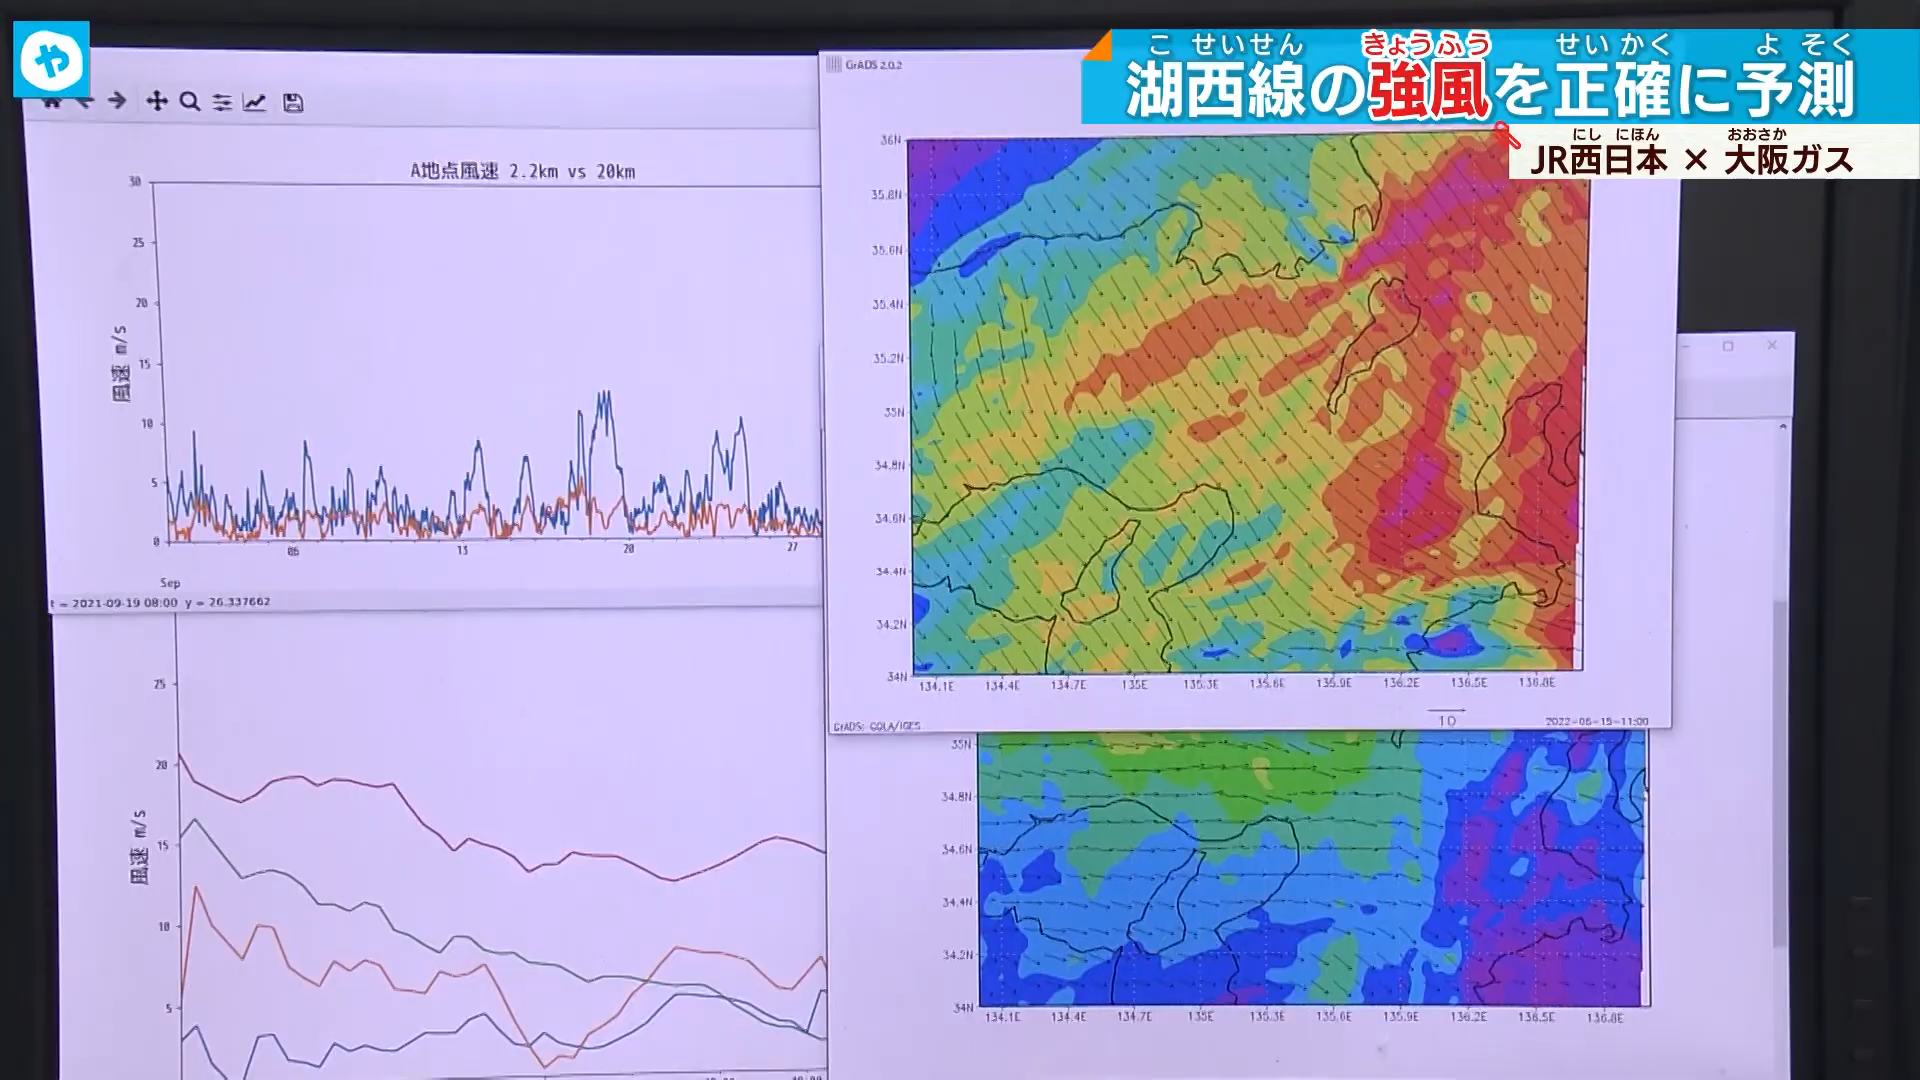 や
こ せいせん きょうふう せい かく よ そく
湖西線の強風を正確に予測
にし にほん おおさか
JR西日本 × 大阪ガス
A地点風速 2.2km vs 20km
30
25
20
15
10
5
0
風速 m/s
06
13
20
27
Sep
t = 2021-09-19 08:00 y = 26.337662
25
20
15
10
5
風速 m/s
GrADS 2.0.2
36N
35.8N
35.6N
35.4N
35.2N
35N
34.8N
34.6N
34.4N
34.2N
34N
134.1E 134.4E 134.7E 135E 135.3E 135.6E 135.9E 136.2E 136.5E 136.8E
10
GrADS: COLA/IGES
2022-06-15-11:00
35N
34.8N
34.6N
34.4N
34.2N
34N
134.1E 134.4E 134.7E 135E 135.3E 135.6E 135.9E 136.2E 136.5E 136.8E